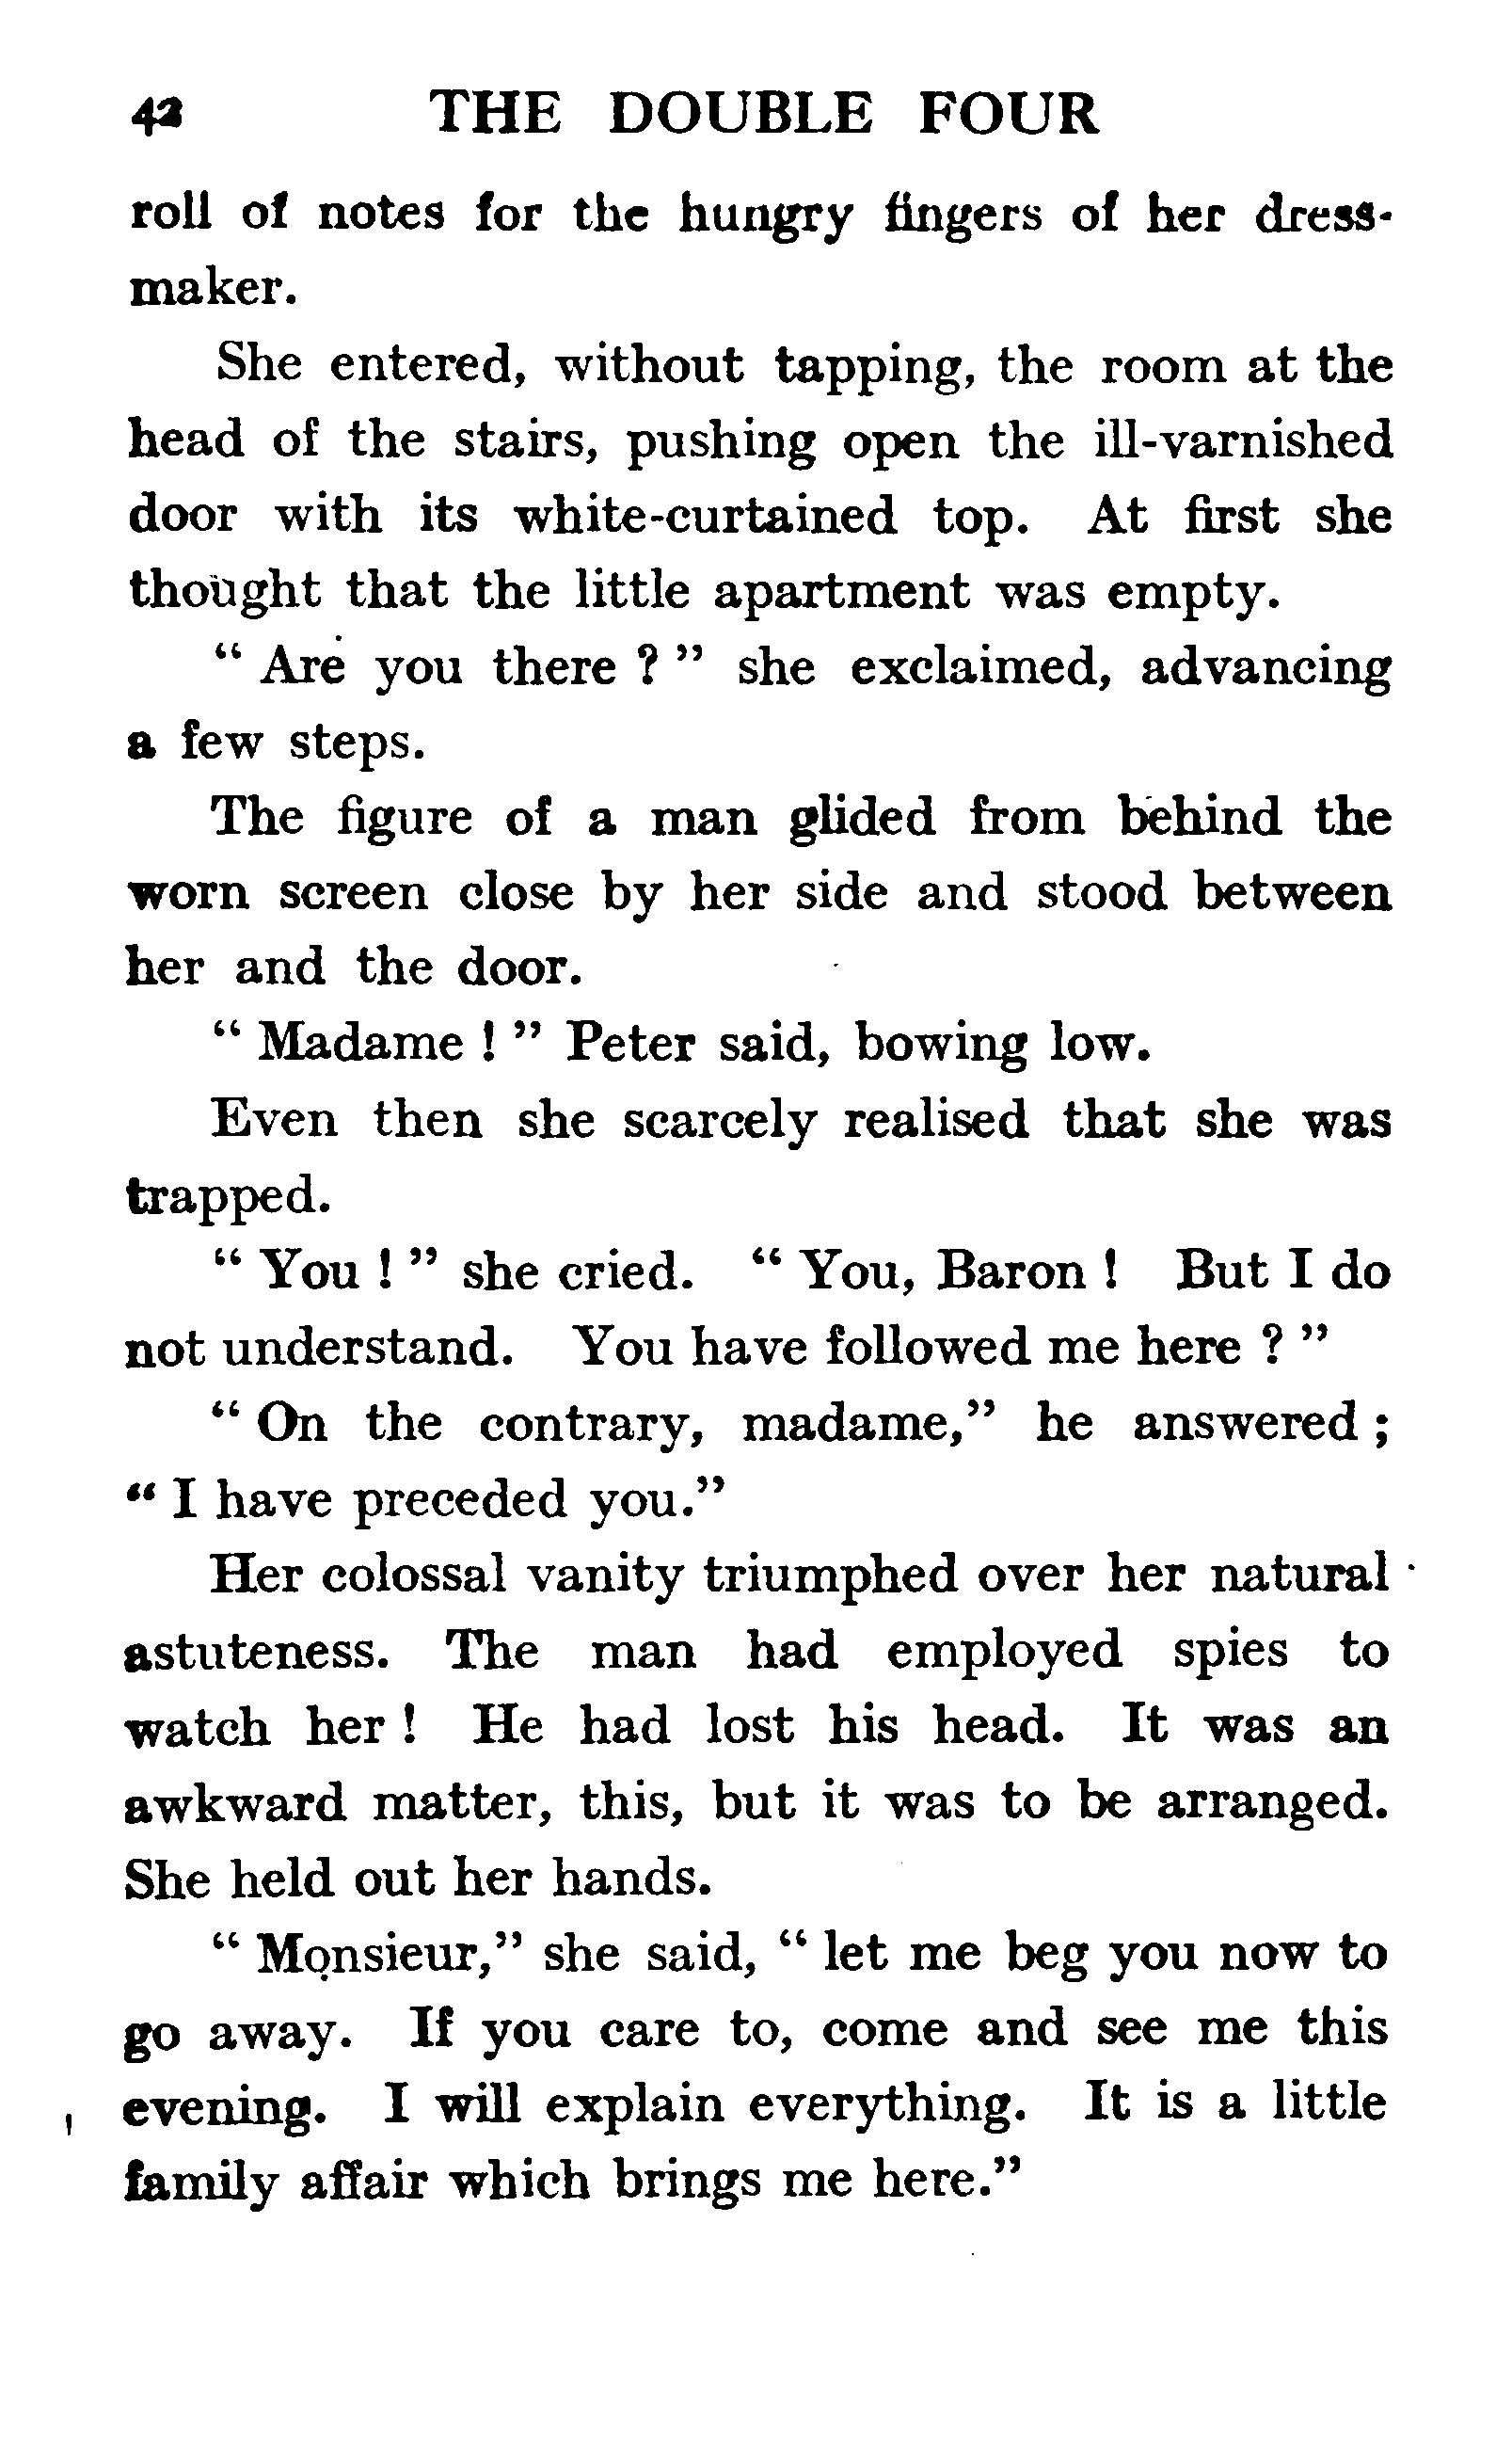 42 THE DOUBLE FOUR
roll of notes for the hungry fingers of her dress-
maker.
She entered, without tapping, the room at the
head of the stairs, pushing open the ill-varnished
door with its white-curtained top. At first she
thought that the little apartment was empty.
“ Are you there ? ” she exclaimed, advancing
a few steps.
The figure of a man glided from behind the
worn screen close by her side and stood between
her and the door.
“ Madame ! ” Peter said, bowing low.
Even then she scarcely realised that she was
trapped.
“ You ! ” she cried. “ You, Baron ! But I do
not understand. You have followed me here ? ”
“ On the contrary, madame,” he answered ;
“ I have preceded you.”
Her colossal vanity triumphed over her natural
astuteness. The man had employed spies to
watch her ! He had lost his head. It was an
awkward matter, this, but it was to be arranged.
She held out her hands.
“ Monsieur,” she said, “ let me beg you now to
go away. If you care to, come and see me this
evening. I will explain everything. It is a little
family affair which brings me here.”